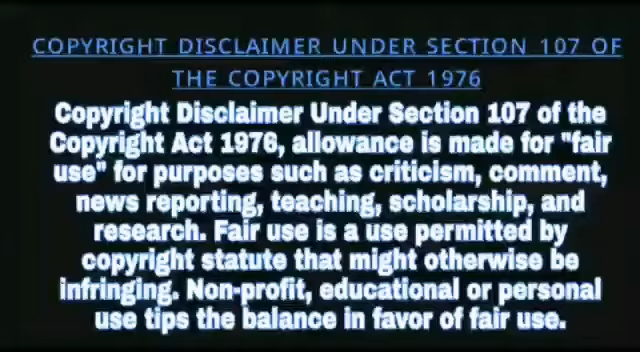 COPYRIGHT DISCLAIMER UNDER SECTION 107 OF
THE COPYRIGHT ACT 1976
Copyright Disclaimer Under Section 107 of the
Copyright Act 1976, allowance is made for "fair
use" for purposes such as criticism, comment,
news reporting, teaching, scholarship, and
research. Fair use is a use permitted by
copyright statute that might otherwise be
infringing. Non-profit, educational or personal
use tips the balance in favor of fair use.